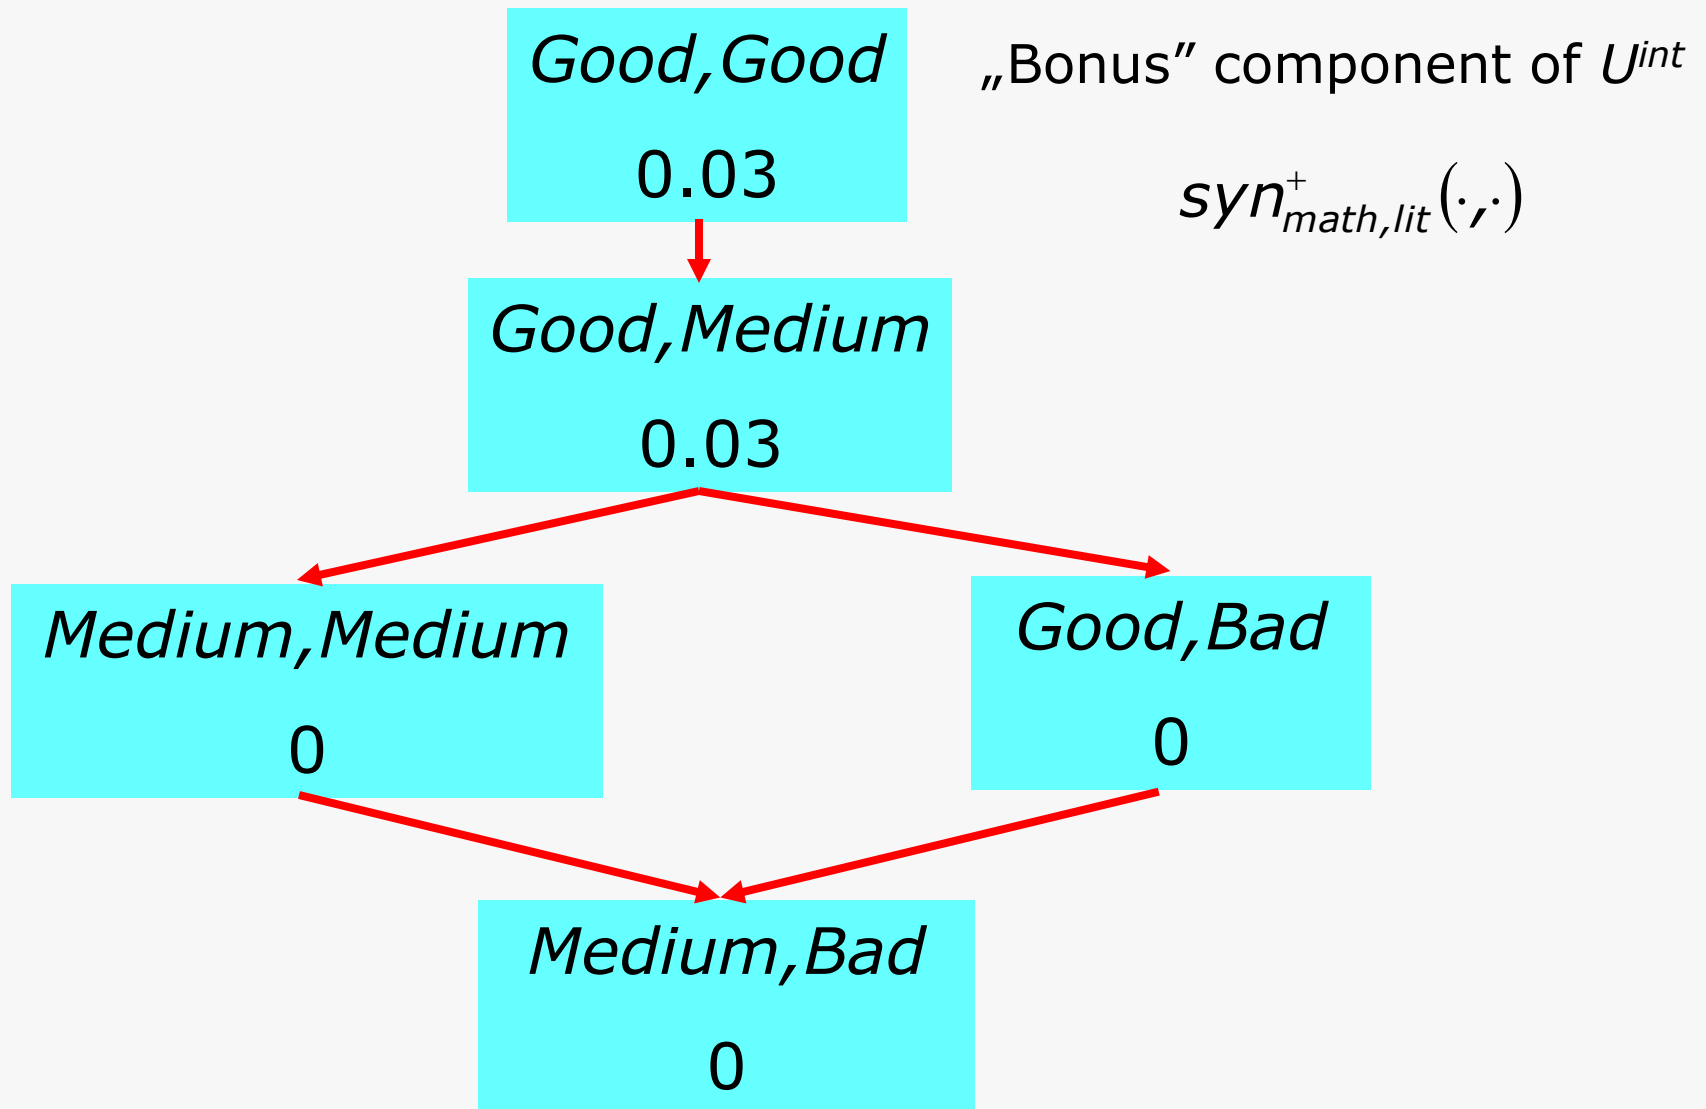 Good,Good
0.03
„Bonus” component of U^int
syn^+_math,lit(·,·)
Good,Medium
0.03
Medium,Medium
0
Good,Bad
0
Medium,Bad
0